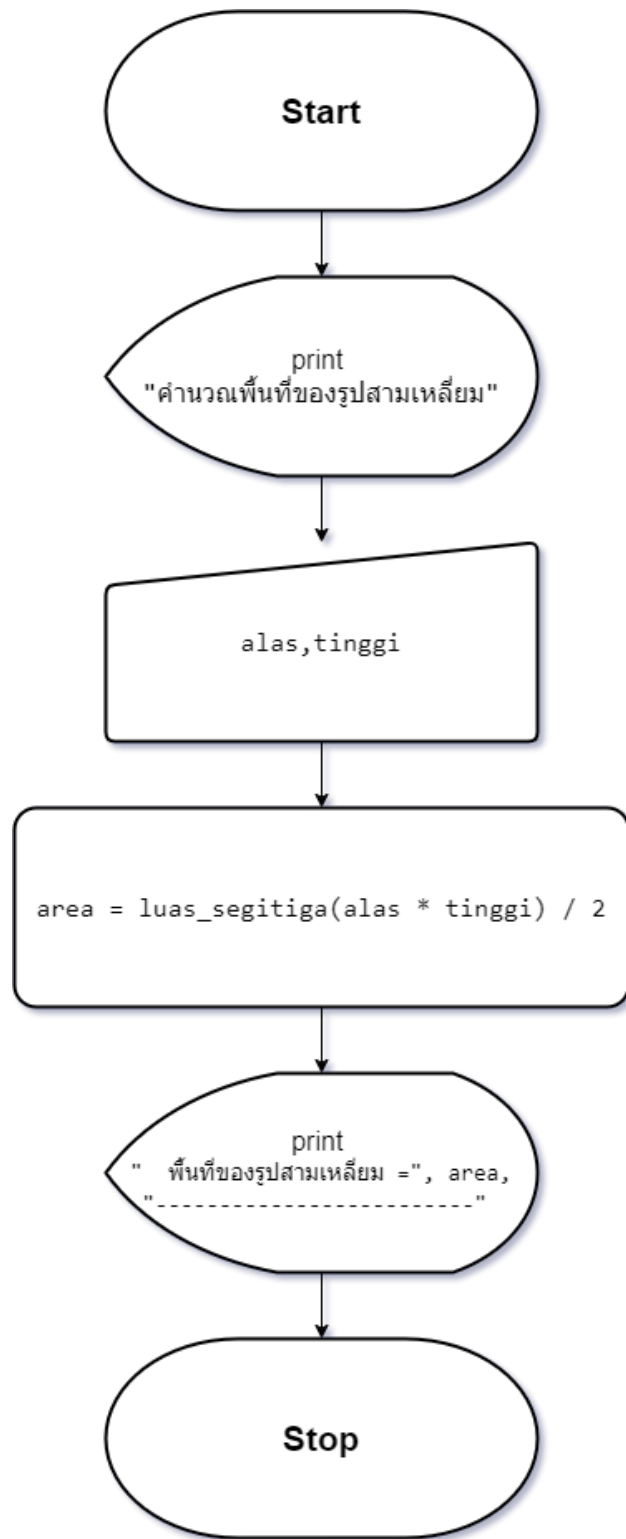 Start
print
"คำนวณพื้นที่ของรูปสามเหลี่ยม"
alas,tinggi
area = luas_segitiga(alas * tinggi) / 2
print
"  พื้นที่ของรูปสามเหลี่ยม =", area,
"-------------------------"
Stop